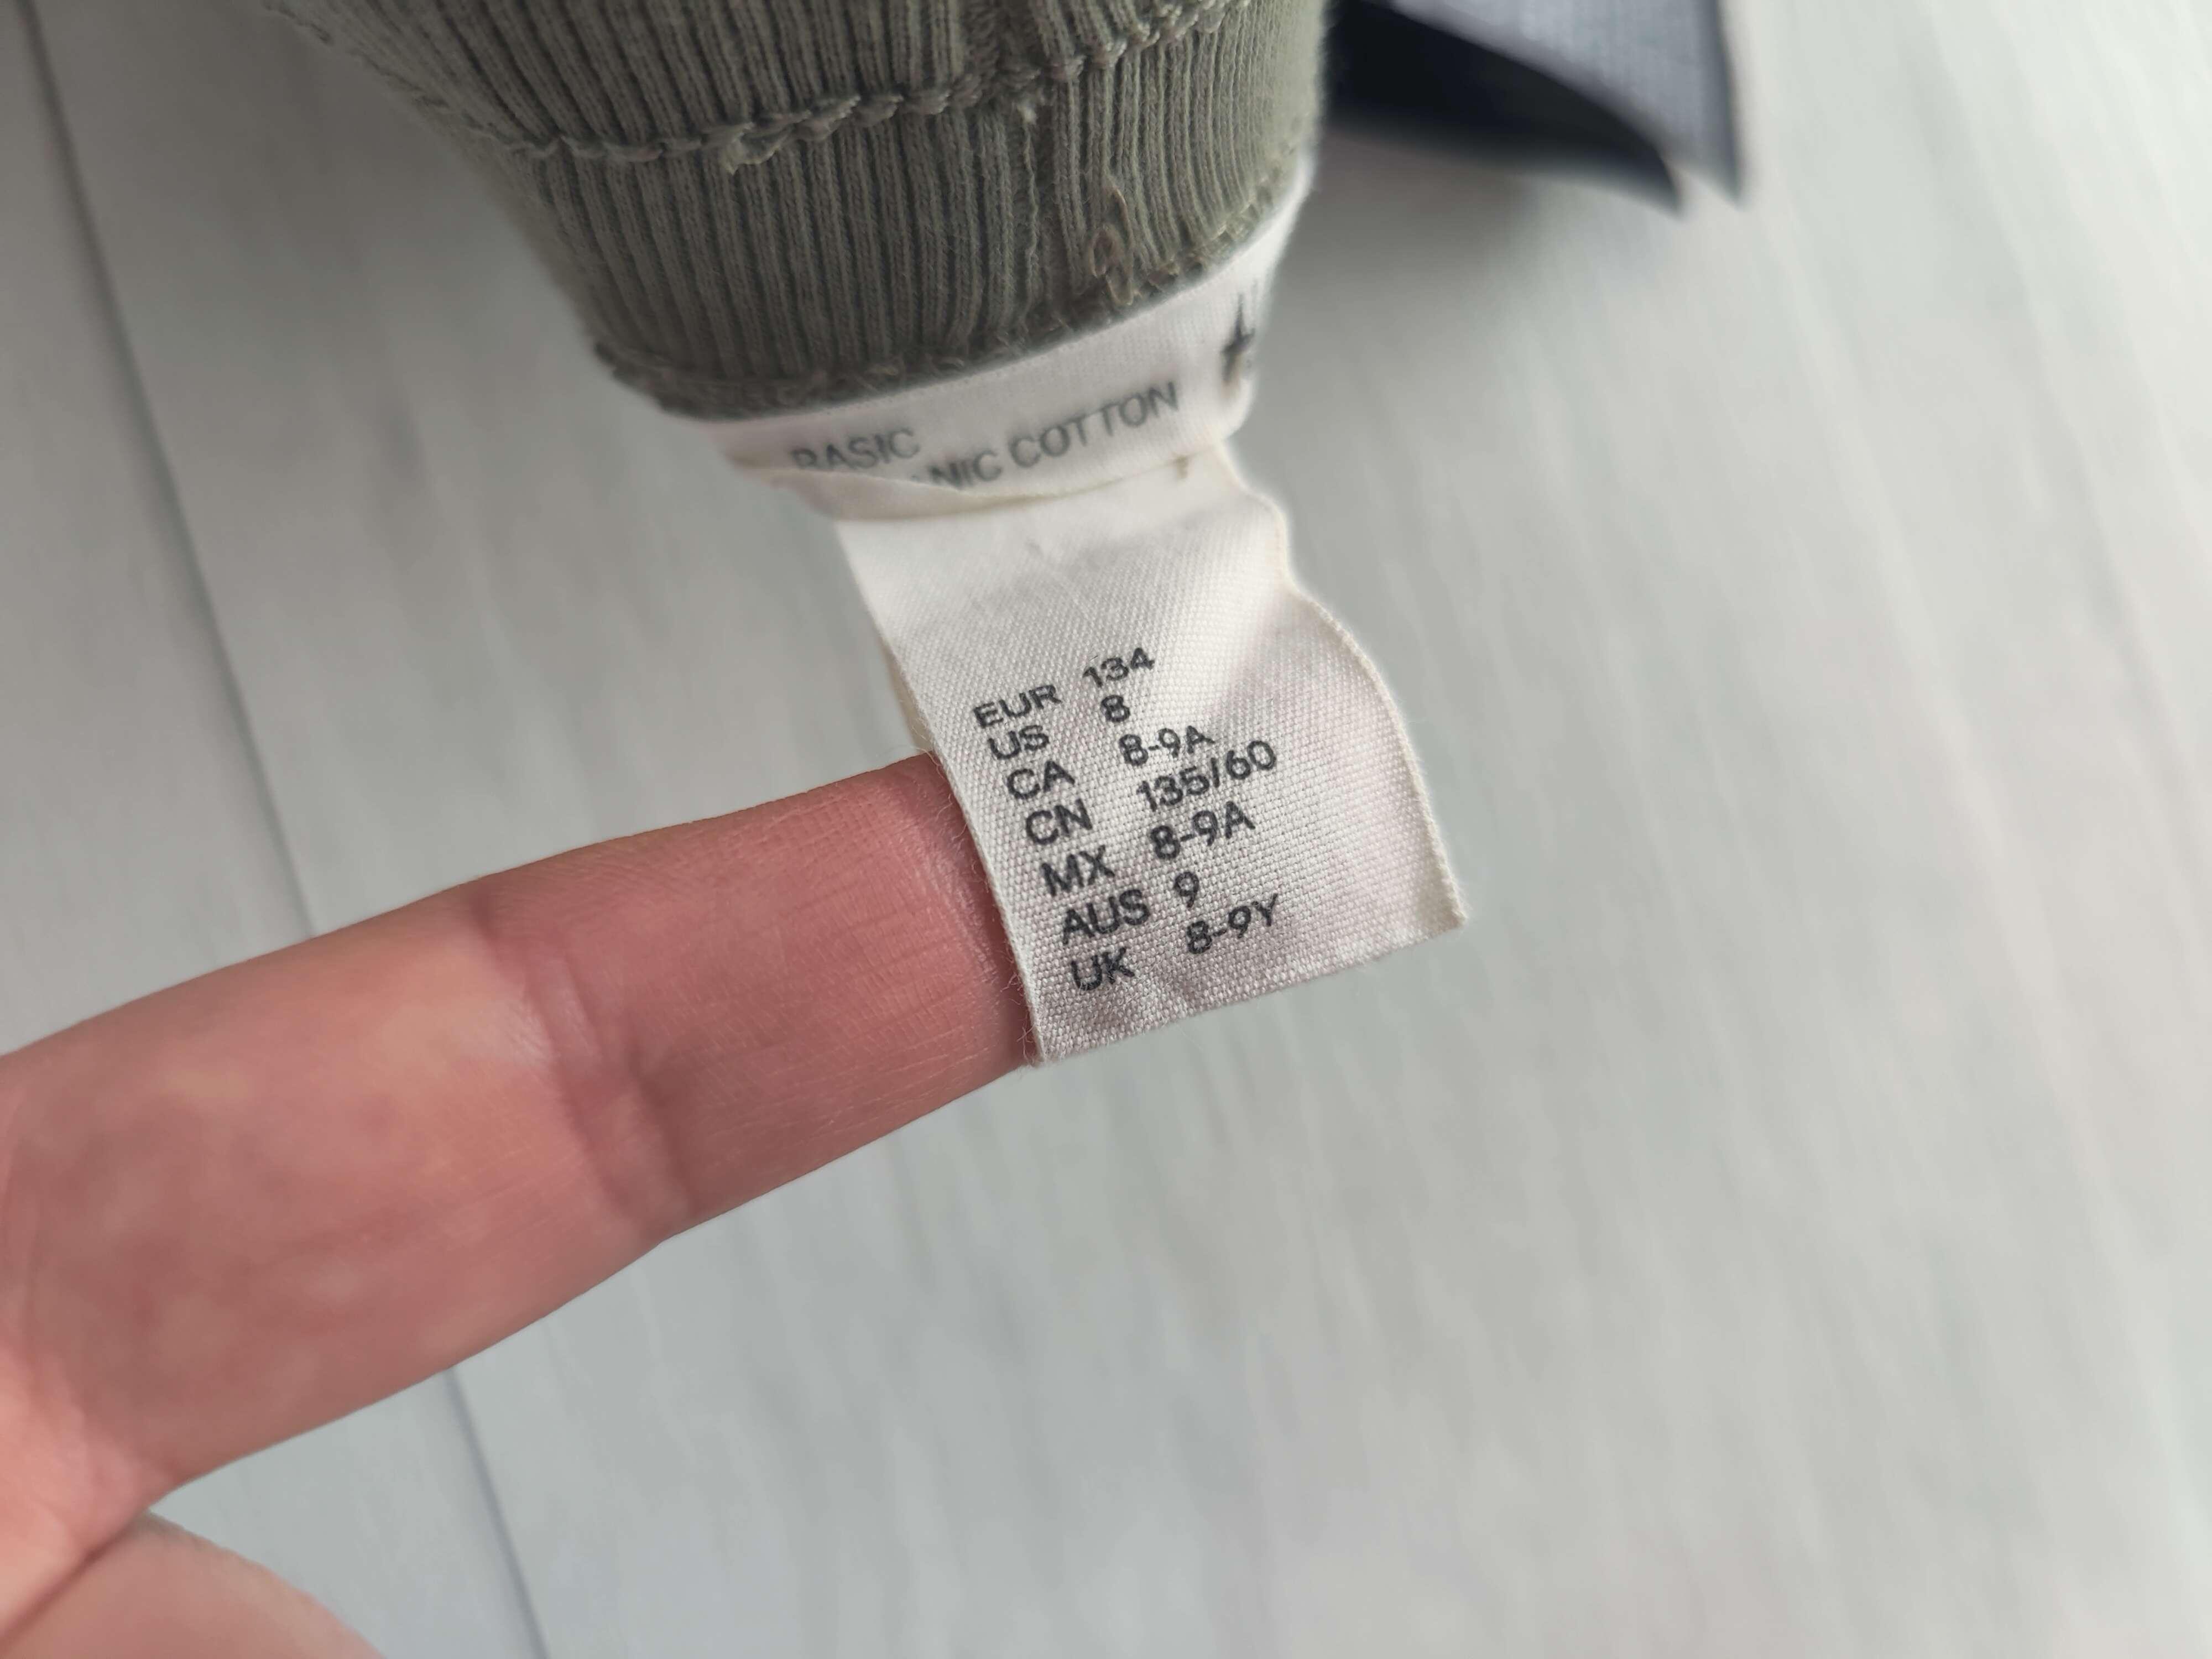 BASIC
NIC COTTON
EUR 134
US 8
CA 8-9A
CN 135/60
MX 8-9A
AUS 9
UK 8-9Y